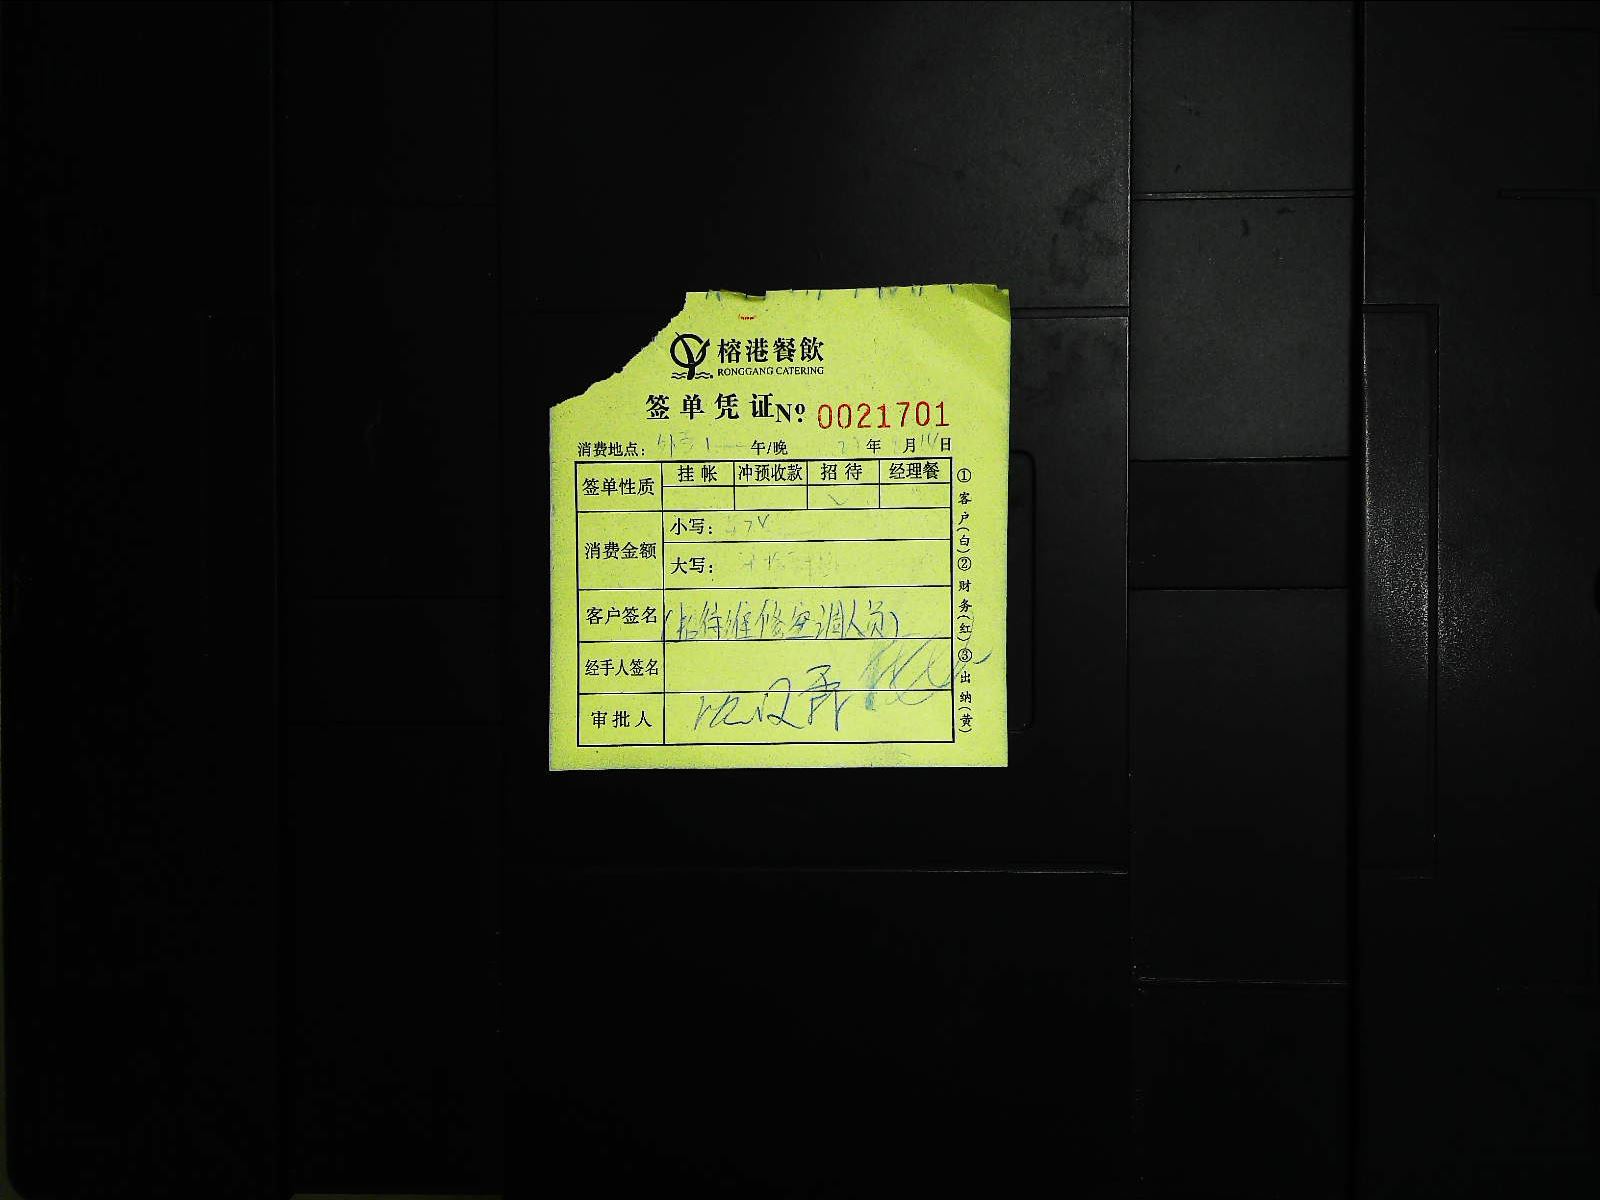 榕港餐飲
RONGGANG CATERING
签单凭证 Nº 0021701
消费地点： 午/晚 年 月 日
签单性质 挂帐 冲预收款 招待 经理餐
消费金额 小写：
大写：
客户签名 (招待维修空调人员)
经手人签名
审批人
①客户(白)②财务(红)③出纳(黄)